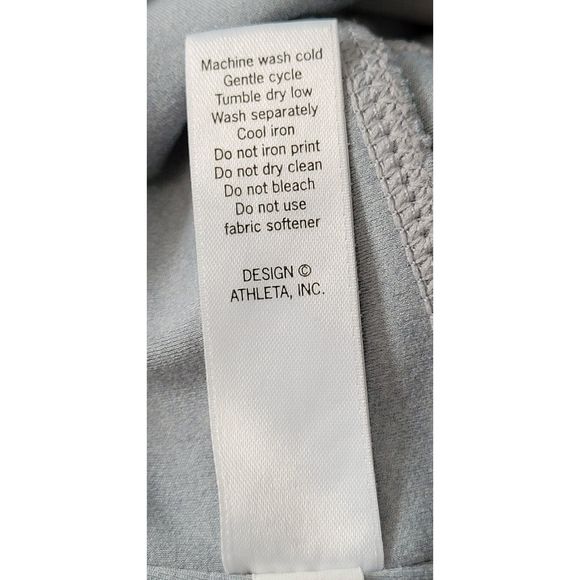 Machine wash cold
Gentle cycle
Tumble dry low
Wash separately
Cool iron
Do not iron print
Do not dry clean
Do not bleach
Do not use
fabric softener
DESIGN ©
ATHLETA, INC.